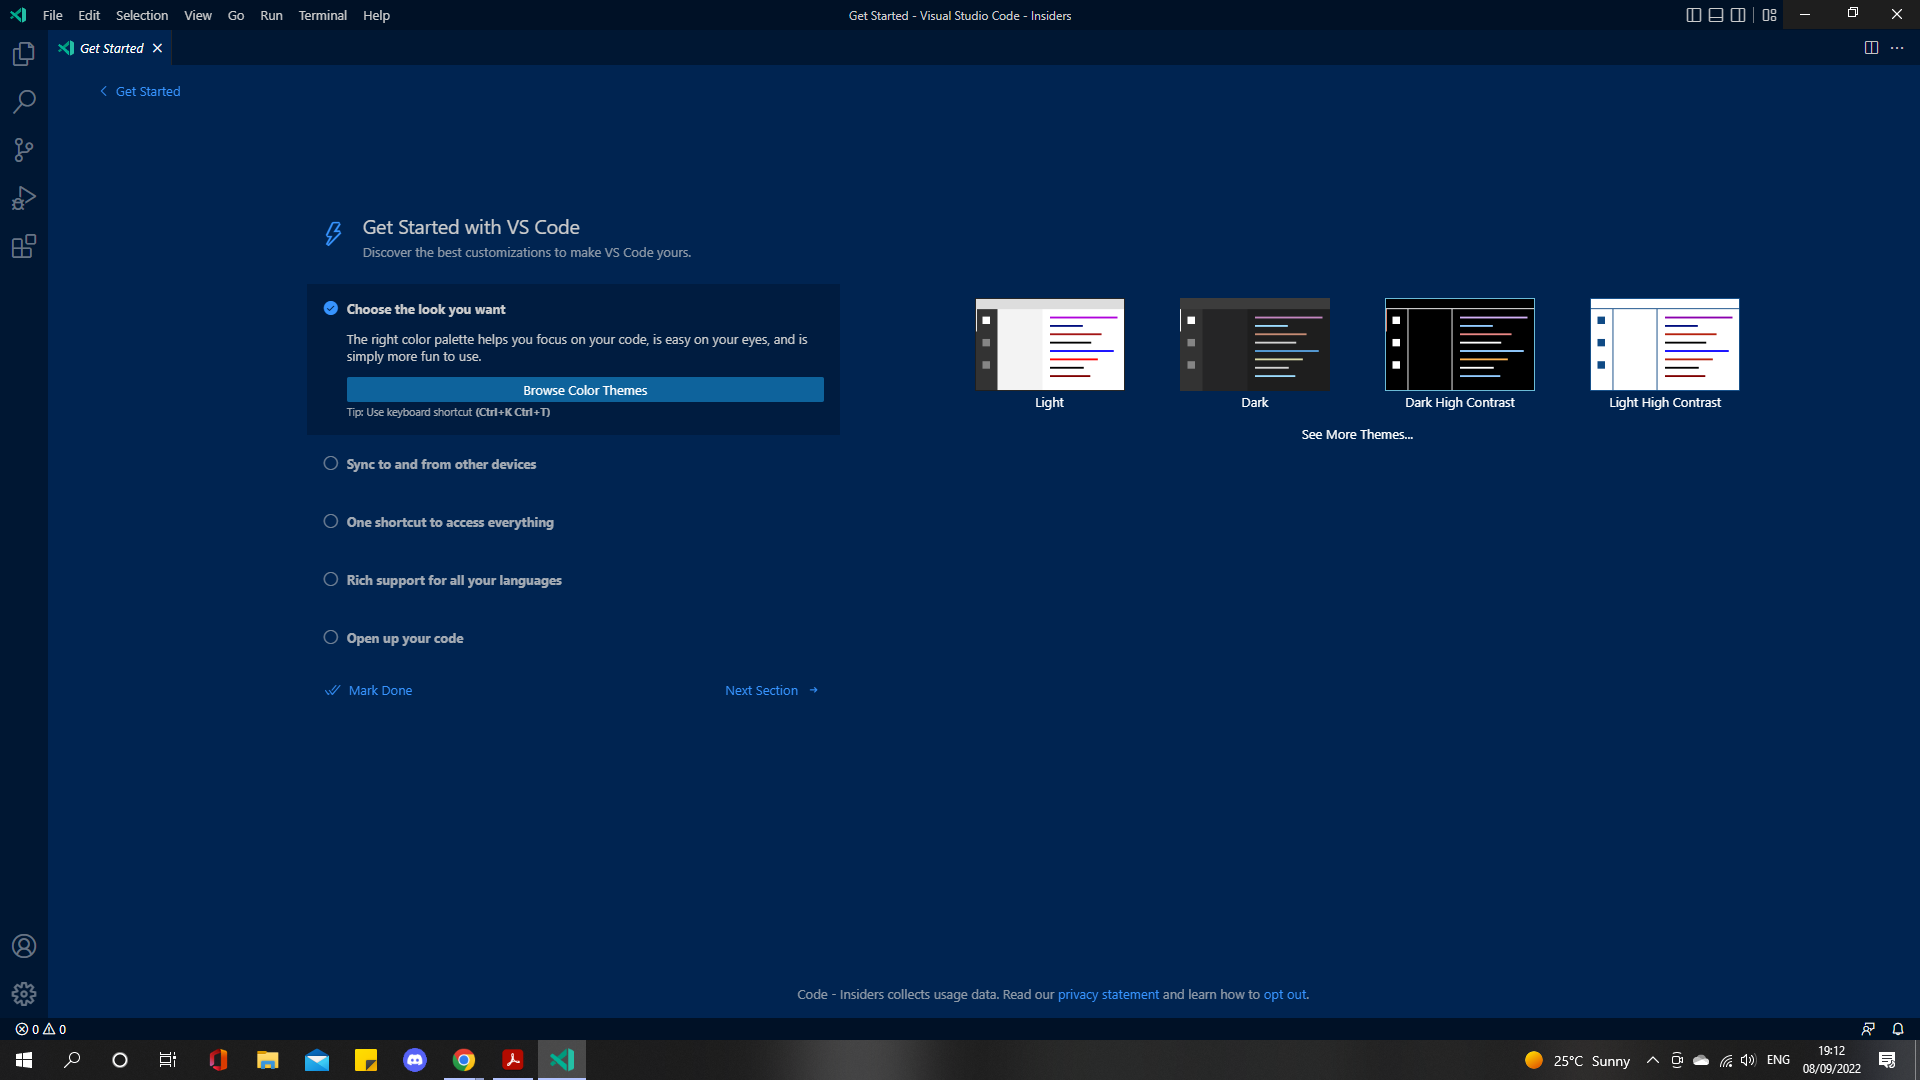 File Edit Selection View Go Run Terminal Help
Get Started - Visual Studio Code - Insiders
Get Started
Get Started
Get Started with VS Code
Discover the best customizations to make VS Code yours.
Choose the look you want
The right color palette helps you focus on your code, is easy on your eyes, and is
simply more fun to use.
Browse Color Themes
Tip: Use keyboard shortcut (Ctrl+K Ctrl+T)
Sync to and from other devices
One shortcut to access everything
Rich support for all your languages
Open up your code
Mark Done
Next Section
Light
Dark
Dark High Contrast
Light High Contrast
See More Themes...
Code - Insiders collects usage data. Read our privacy statement and learn how to opt out.
0 0
25°C Sunny
ENG
19:12
08/09/2022